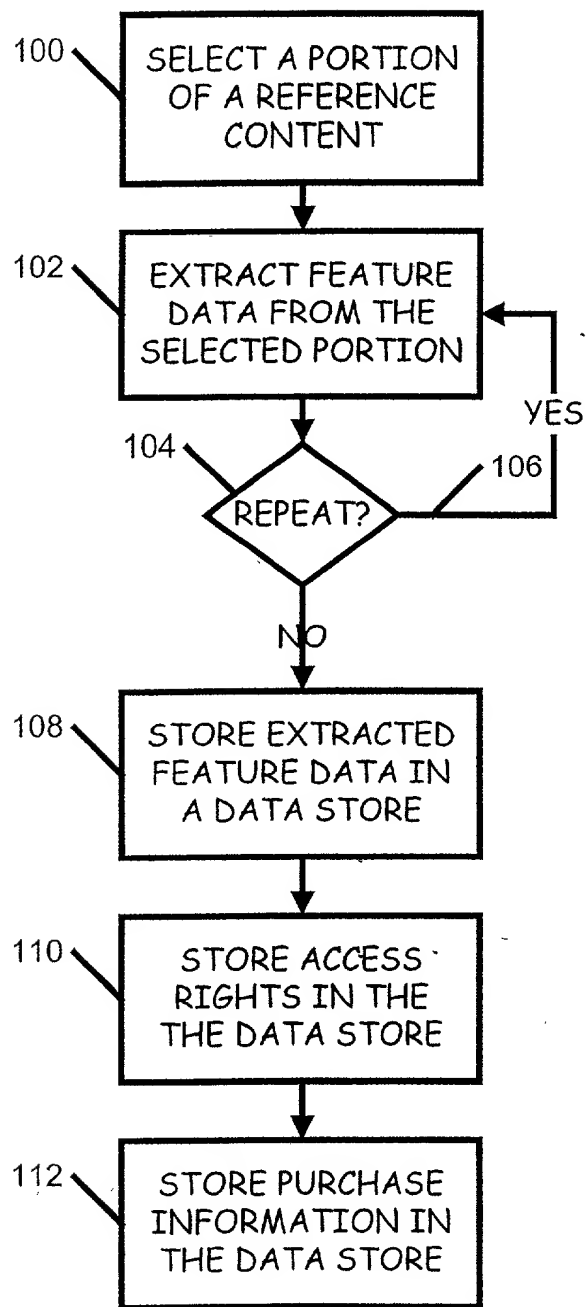 100
SELECT A PORTION
OF A REFERENCE
CONTENT
102
EXTRACT FEATURE
DATA FROM THE
SELECTED PORTION
YES
104
106
REPEAT?
NO
108
STORE EXTRACTED
FEATURE DATA IN
A DATA STORE
110
STORE ACCESS
RIGHTS IN THE
THE DATA STORE
112
STORE PURCHASE
INFORMATION IN
THE DATA STORE